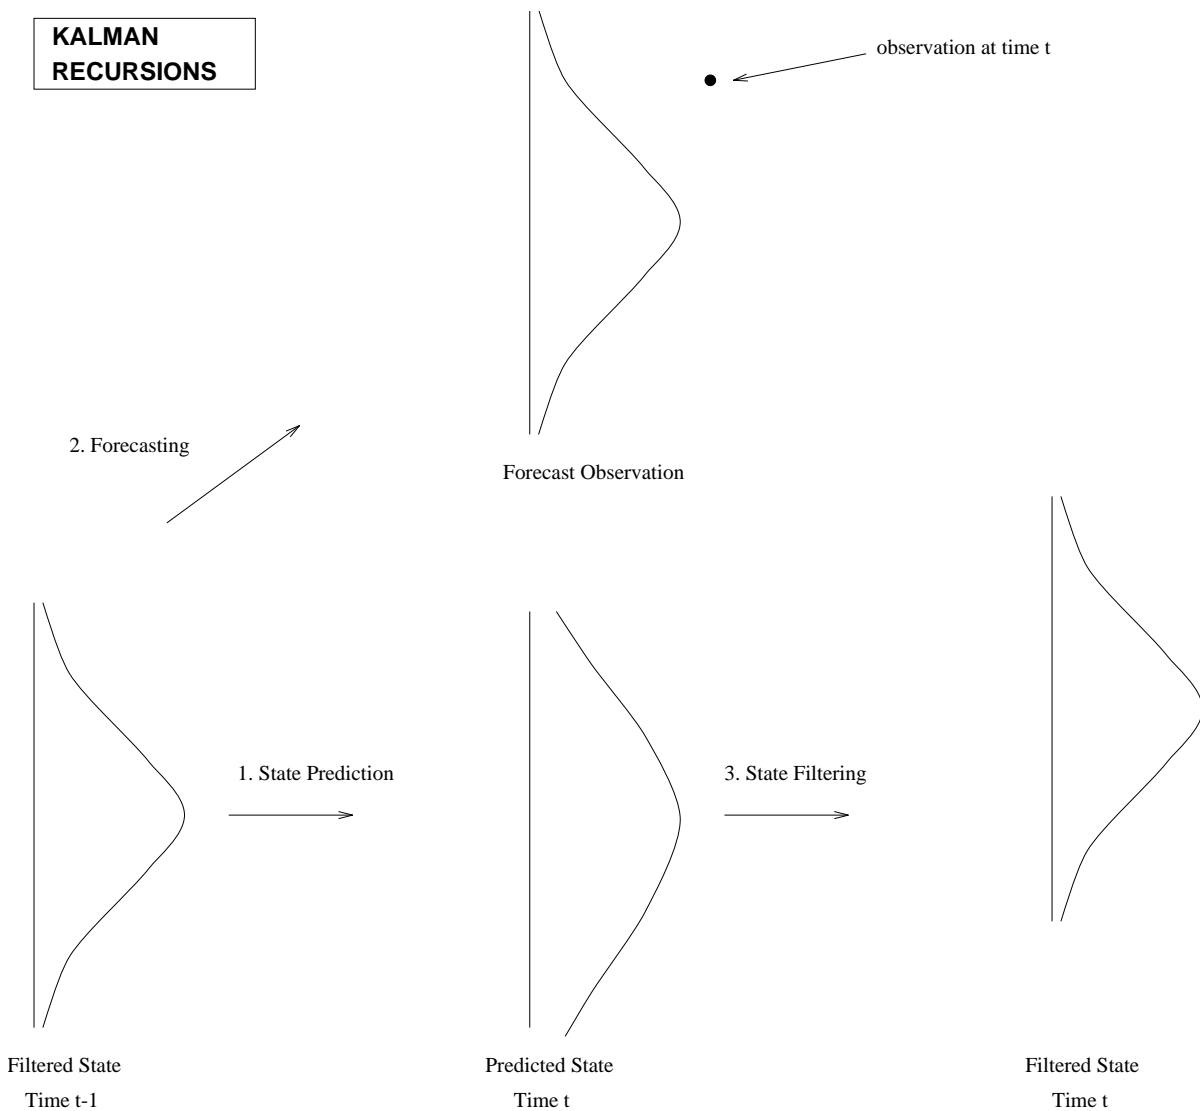 KALMAN
RECURSIONS
observation at time t
2. Forecasting
Forecast Observation
1. State Prediction
3. State Filtering
Filtered State
Time t-1
Predicted State
Time t
Filtered State
Time t